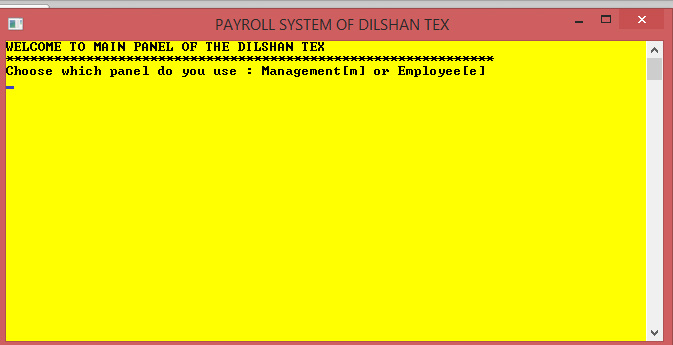 PAYROLL SYSTEM OF DILSHAN TEX
WELCOME TO MAIN PANEL OF THE DILSHAN TEX
*************************************************************
Choose which panel do you use : Management[m] or Employee[e]